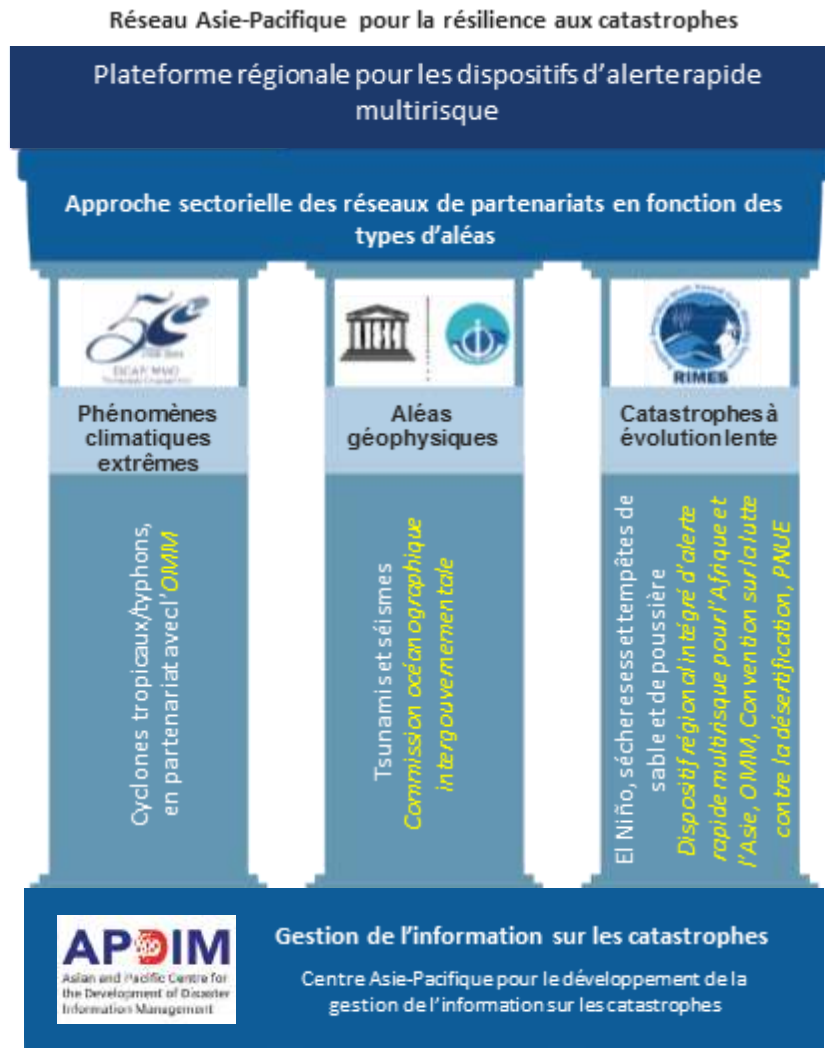 Réseau Asie-Pacifique pour la résilience aux catastrophes
Plateforme régionale pour les dispositifs d'alerte rapide
multirisque
Approche sectorielle des réseaux de partenariats en fonction des
types d'aléas
Phénomènes
climatiques
extrêmes
Cyclones tropicaux/typhons,
en partenariat avec l'OMM
Aléas
géophysiques
Tsunamis et séismes
Commission océanographique
intergouvernementale
RIMES
Catastrophes à
évolution lente
El Niño, sécheresess et tempêtes de
sable et de poussière
Dispositif régional intégré d'alerte
rapide multirisque pour l'Afrique et
l'Asie, OMM, Convention sur la lutte
contre la désertification, PNUE
APDIM
Asian and Pacific Centre for
the Development of Disaster
Information Management
Gestion de l'information sur les catastrophes
Centre Asie-Pacifique pour le développement de la
gestion de l'information sur les catastrophes